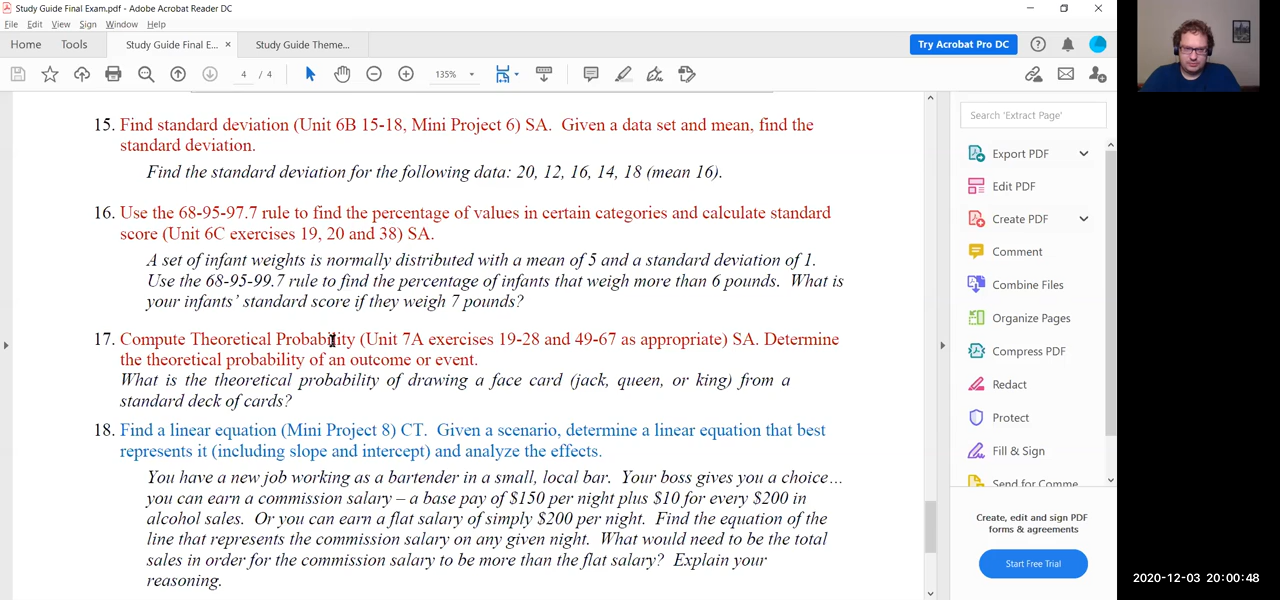 Study Guide Final Exam.pdf - Adobe Acrobat Reader DC
File Edit View Sign Window Help
Home Tools Study Guide Final E... × Study Guide Theme... Try Acrobat Pro DC
4 / 4 135%
15. Find standard deviation (Unit 6B 15-18, Mini Project 6) SA. Given a data set and mean, find the
standard deviation.
Find the standard deviation for the following data: 20, 12, 16, 14, 18 (mean 16).
16. Use the 68-95-97.7 rule to find the percentage of values in certain categories and calculate standard
score (Unit 6C exercises 19, 20 and 38) SA.
A set of infant weights is normally distributed with a mean of 5 and a standard deviation of 1.
Use the 68-95-99.7 rule to find the percentage of infants that weigh more than 6 pounds. What is
your infants' standard score if they weigh 7 pounds?
17. Compute Theoretical Probability (Unit 7A exercises 19-28 and 49-67 as appropriate) SA. Determine
the theoretical probability of an outcome or event.
What is the theoretical probability of drawing a face card (jack, queen, or king) from a
standard deck of cards?
18. Find a linear equation (Mini Project 8) CT. Given a scenario, determine a linear equation that best
represents it (including slope and intercept) and analyze the effects.
You have a new job working as a bartender in a small, local bar. Your boss gives you a choice…
you can earn a commission salary – a base pay of $150 per night plus $10 for every $200 in
alcohol sales. Or you can earn a flat salary of simply $200 per night. Find the equation of the
line that represents the commission salary on any given night. What would need to be the total
sales in order for the commission salary to be more than the flat salary? Explain your
reasoning.
Search 'Extract Page'
Export PDF
Edit PDF
Create PDF
Comment
Combine Files
Organize Pages
Compress PDF
Redact
Protect
Fill & Sign
Send for Comme
Create, edit and sign PDF
forms & agreements
Start Free Trial
2020-12-03 20:00:48